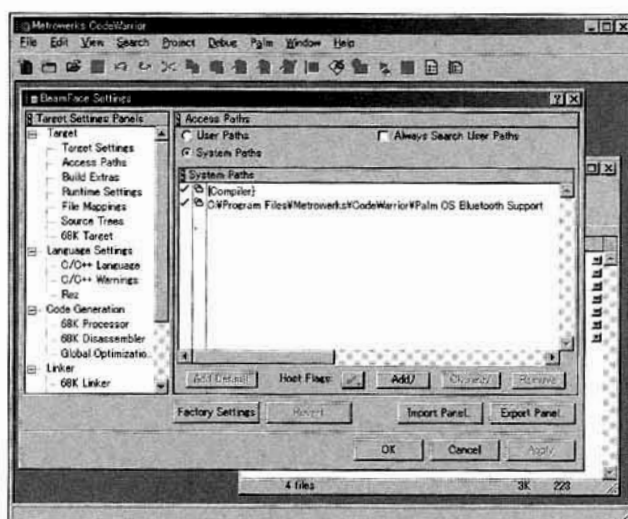 Metrowerks CodeWarrior
File Edit View Search Project Debug Palm Window Help
BeamFace Settings
Target Settings Panels
Target
Target Settings
Access Paths
Build Extras
Runtime Settings
File Mappings
Source Trees
68K Target
Language Settings
C/C++ Language
C/C++ Warnings
Rez
Code Generation
68K Processor
68K Disassembler
Global Optimizatio..
Linker
68K Linker
Access Paths
User Paths
Always Search User Paths
System Paths
System Paths
{Compiler}
C:¥Program Files¥Metrowerks¥CodeWarrior¥Palm OS Bluetooth Support
Add Default Host Flags: Add Change Remove
Factory Settings Revert Import Panel. Export Panel.
OK Cancel Apply
4 files 3K 223